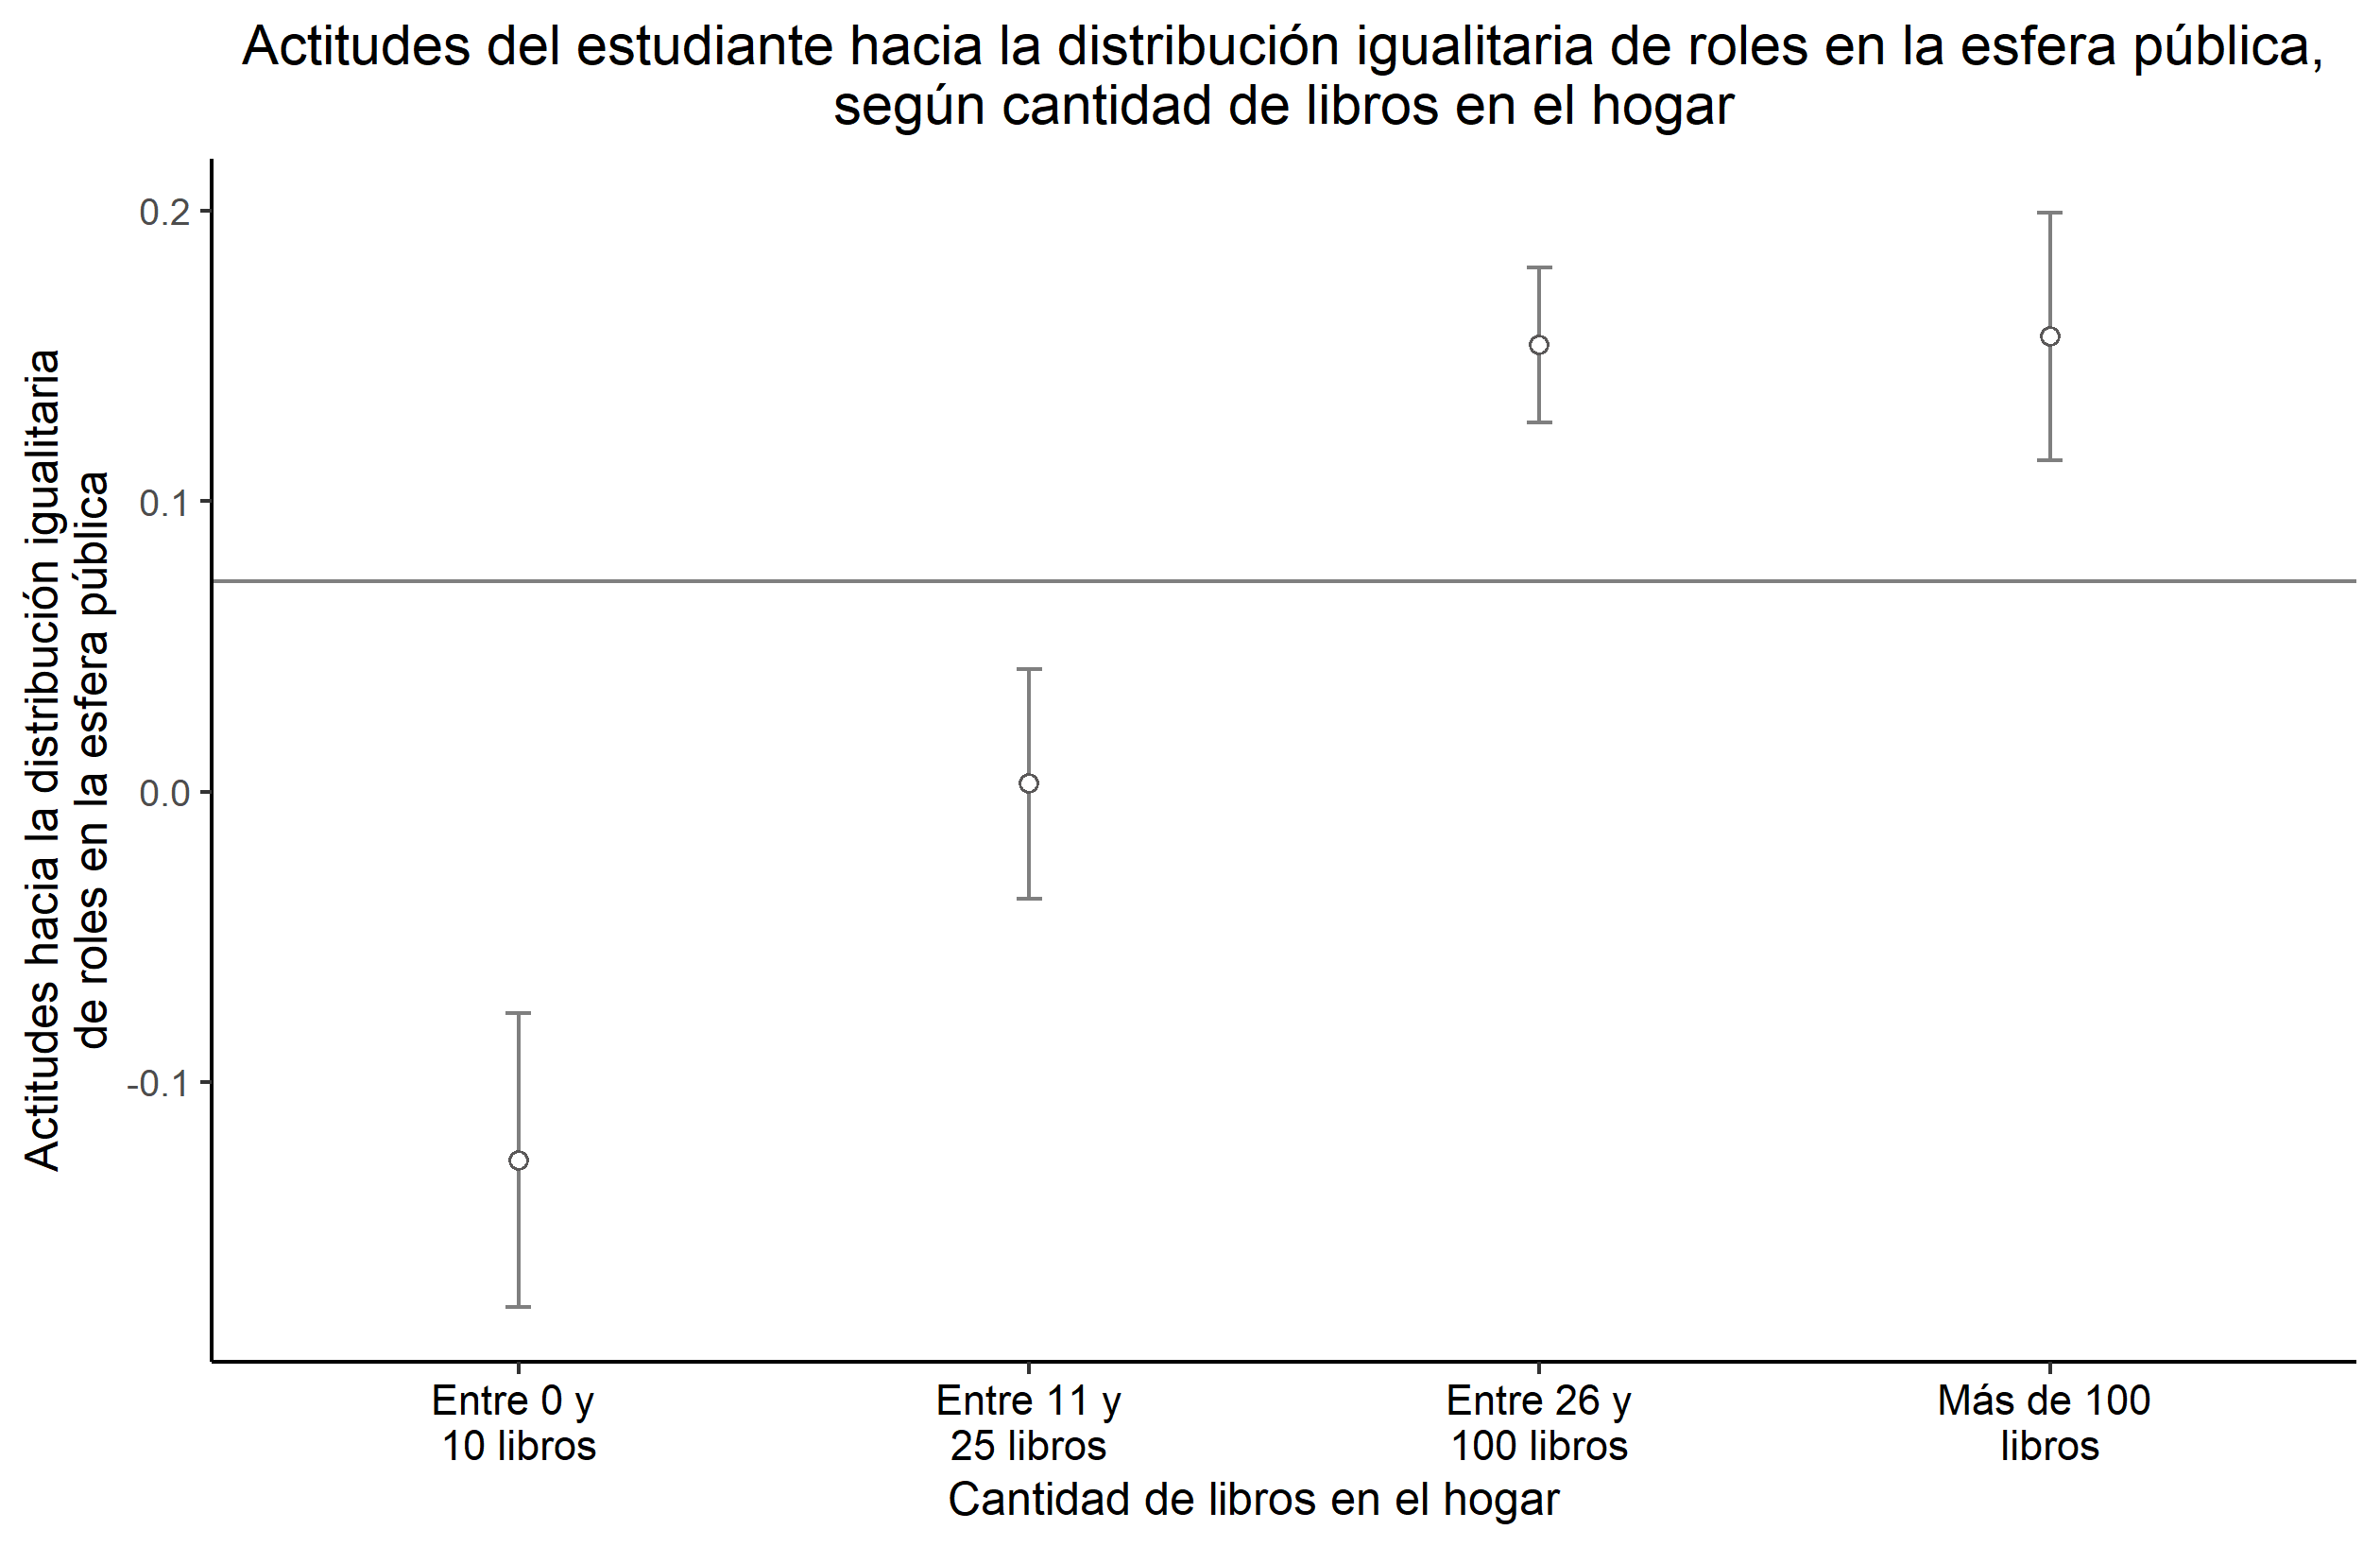 Actitudes del estudiante hacia la distribución igualitaria de roles en la esfera pública,
según cantidad de libros en el hogar
Actitudes hacia la distribución igualitaria
de roles en la esfera pública
0.2
0.1
0.0
-0.1
Entre 0 y
10 libros
Entre 11 y
25 libros
Entre 26 y
100 libros
Más de 100
libros
Cantidad de libros en el hogar